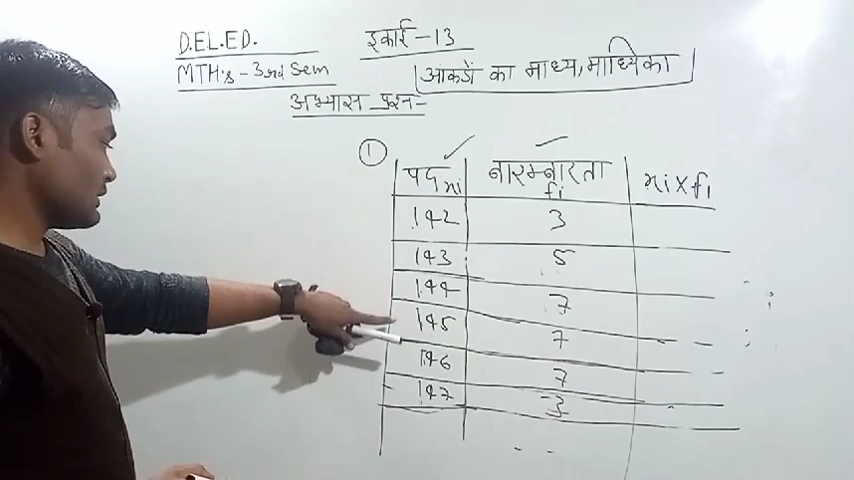 D.EL.ED. इकाई-13
MTH's - 3rd Sem आंकडों का माध्य, माध्यिका
अभ्यास प्रश्न-
① पद xi बारम्बारता fi xi × fi
142 3
143 5
144 7
145 7
146 7
147 3